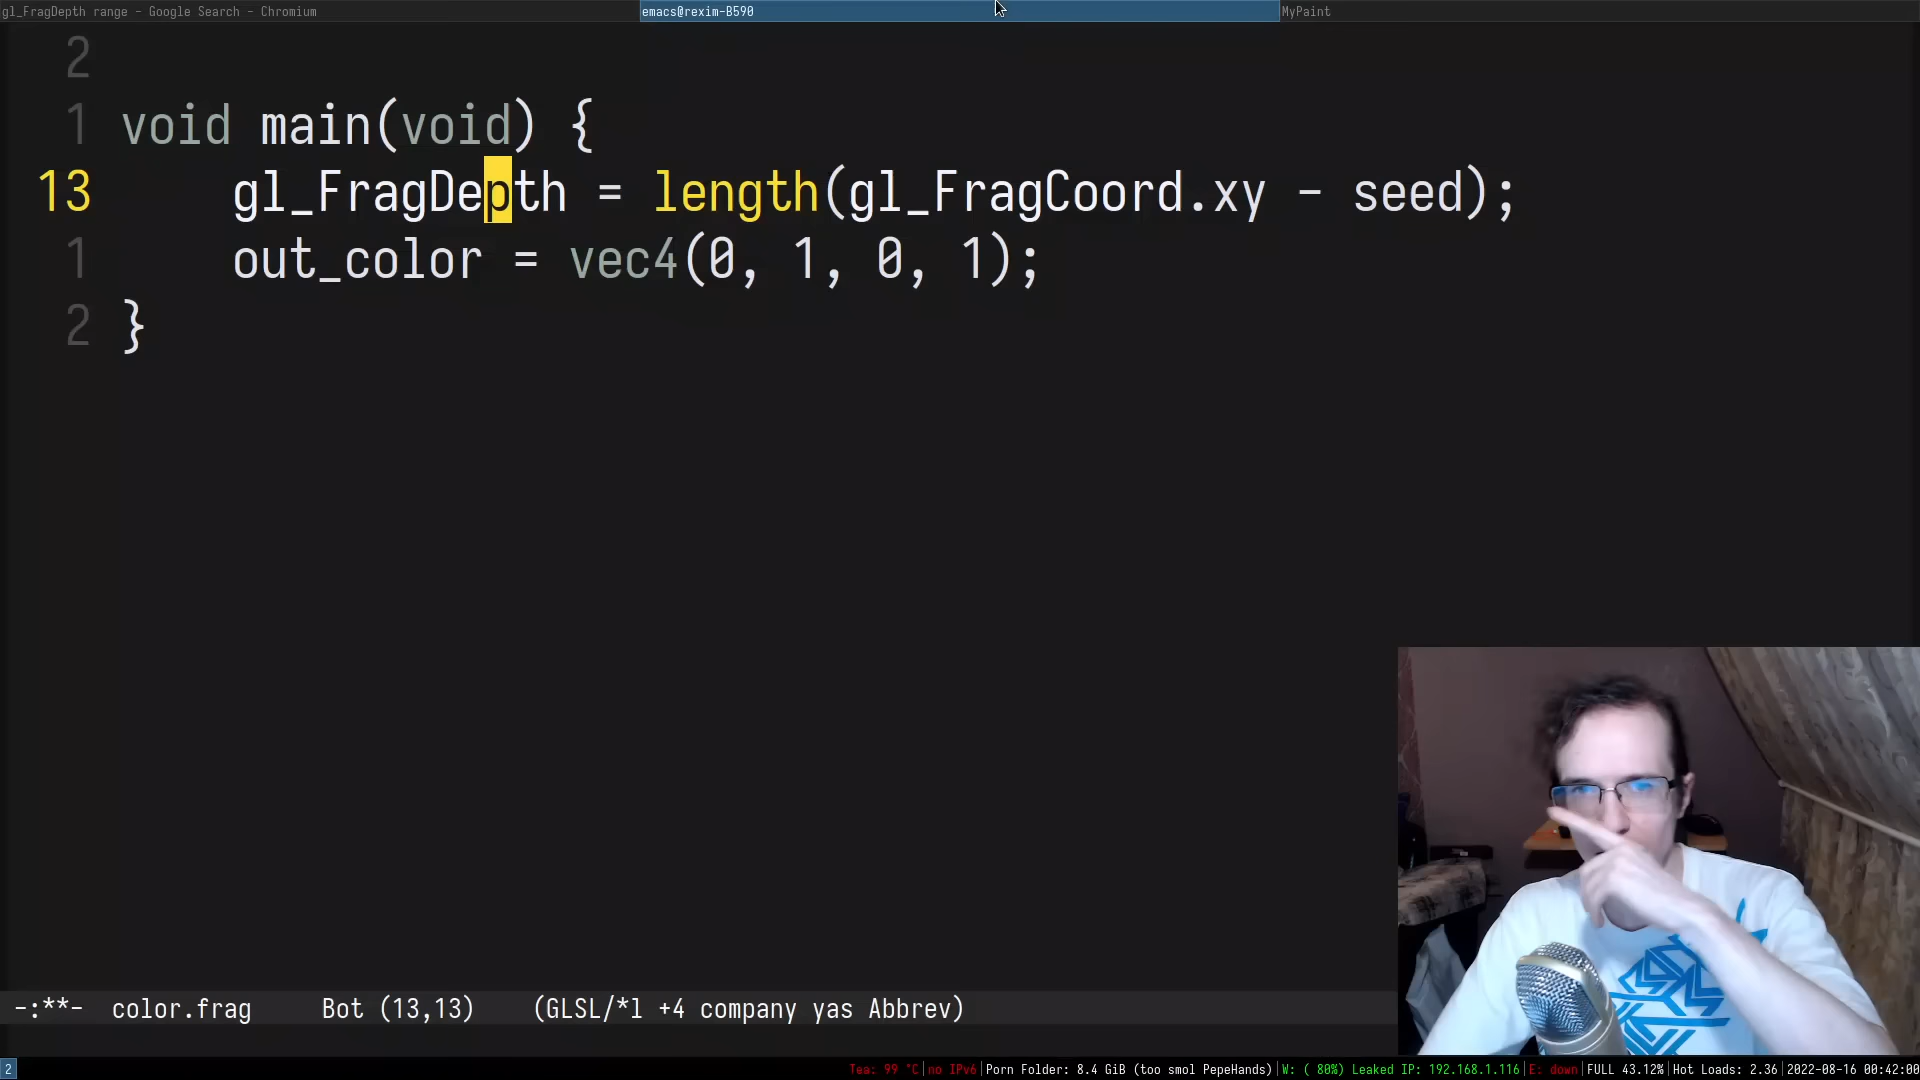 gl_FragDepth range - Google Search - Chromium
emacs@rexim-B590
MyPaint
2
1 void main(void) {
13 gl_FragDepth = length(gl_FragCoord.xy - seed);
1 out_color = vec4(0, 1, 0, 1);
2 }
-:**- color.frag Bot (13,13) (GLSL/*l +4 company yas Abbrev)
2 Tea: 99 °C|no IPv6|Porn Folder: 8.4 GiB (too smol PepeHands)|W: ( 80%) Leaked IP: 192.168.1.116|E: down|FULL 43.12%|Hot Loads: 2.36|2022-08-16 00:42:00